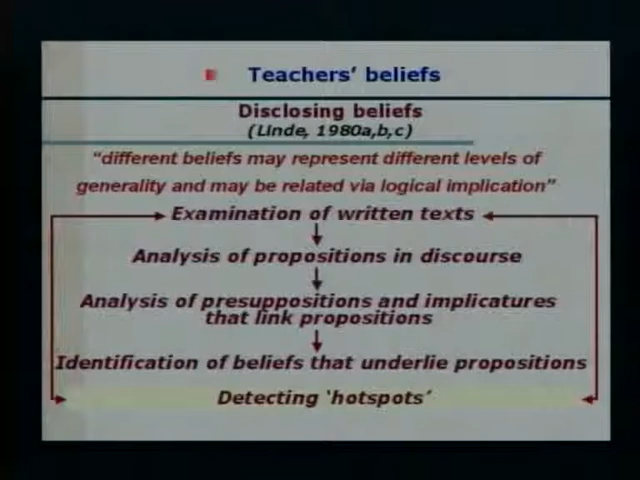 Teachers' beliefs
Disclosing beliefs
(Linde, 1980a,b,c)
"different beliefs may represent different levels of
generality and may be related via logical implication"
Examination of written texts
Analysis of propositions in discourse
Analysis of presuppositions and implicatures
that link propositions
Identification of beliefs that underlie propositions
Detecting 'hotspots'